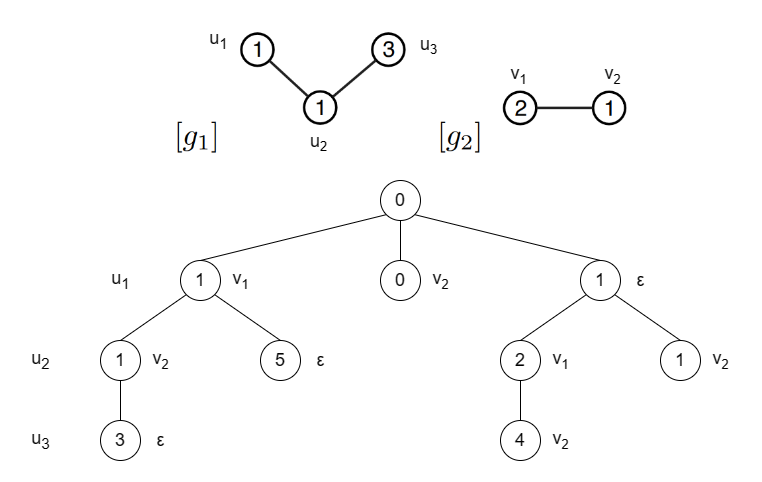 u₁ 1 3 u₃
v₁ v₂
1 2 1
[g₁] u₂ [g₂]
0
u₁ 1 v₁ 0 v₂ 1 ε
u₂ 1 v₂ 5 ε 2 v₁ 1 v₂
u₃ 3 ε 4 v₂